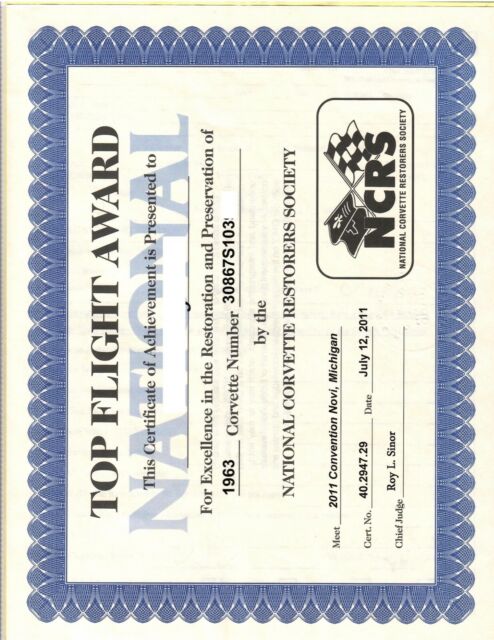 TOP FLIGHT AWARD
NATIONAL
This Certificate of Achievement is Presented to
For Excellence in the Restoration and Preservation of
1963 Corvette Number 30867S103
by the
NATIONAL CORVETTE RESTORERS SOCIETY
Meet 2011 Convention Novi, Michigan
Cert. No. 40.2947.29 Date July 12, 2011
Chief Judge Roy L. Sinor
NCRS
NATIONAL CORVETTE RESTORERS SOCIETY